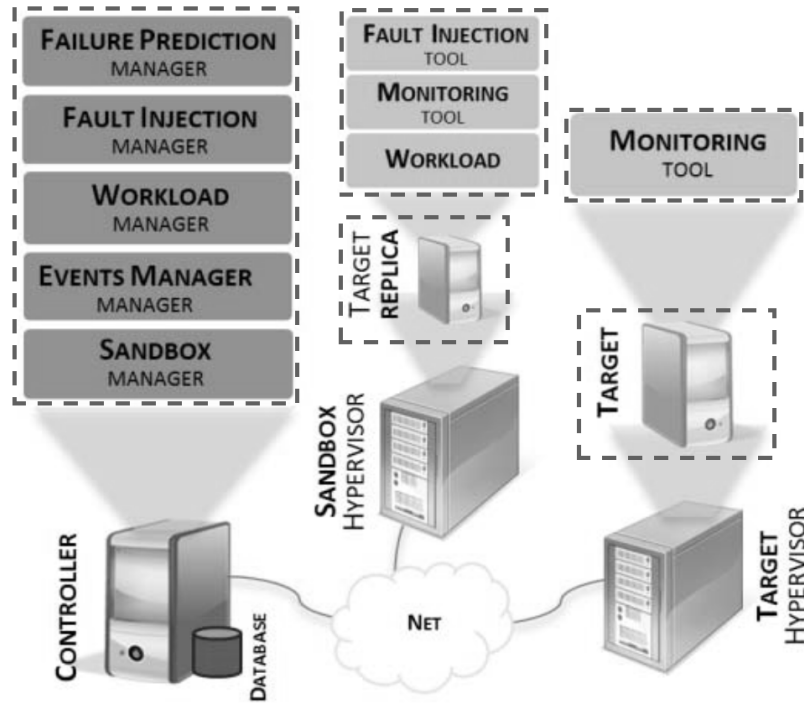 FAILURE PREDICTION
MANAGER
FAULT INJECTION
MANAGER
WORKLOAD
MANAGER
EVENTS MANAGER
MANAGER
SANDBOX
MANAGER
CONTROLLER
DATABASE
FAULT INJECTION
TOOL
MONITORING
TOOL
WORKLOAD
TARGET
REPLICA
SANDBOX
HYPERVISOR
NET
MONITORING
TOOL
TARGET
TARGET
HYPERVISOR